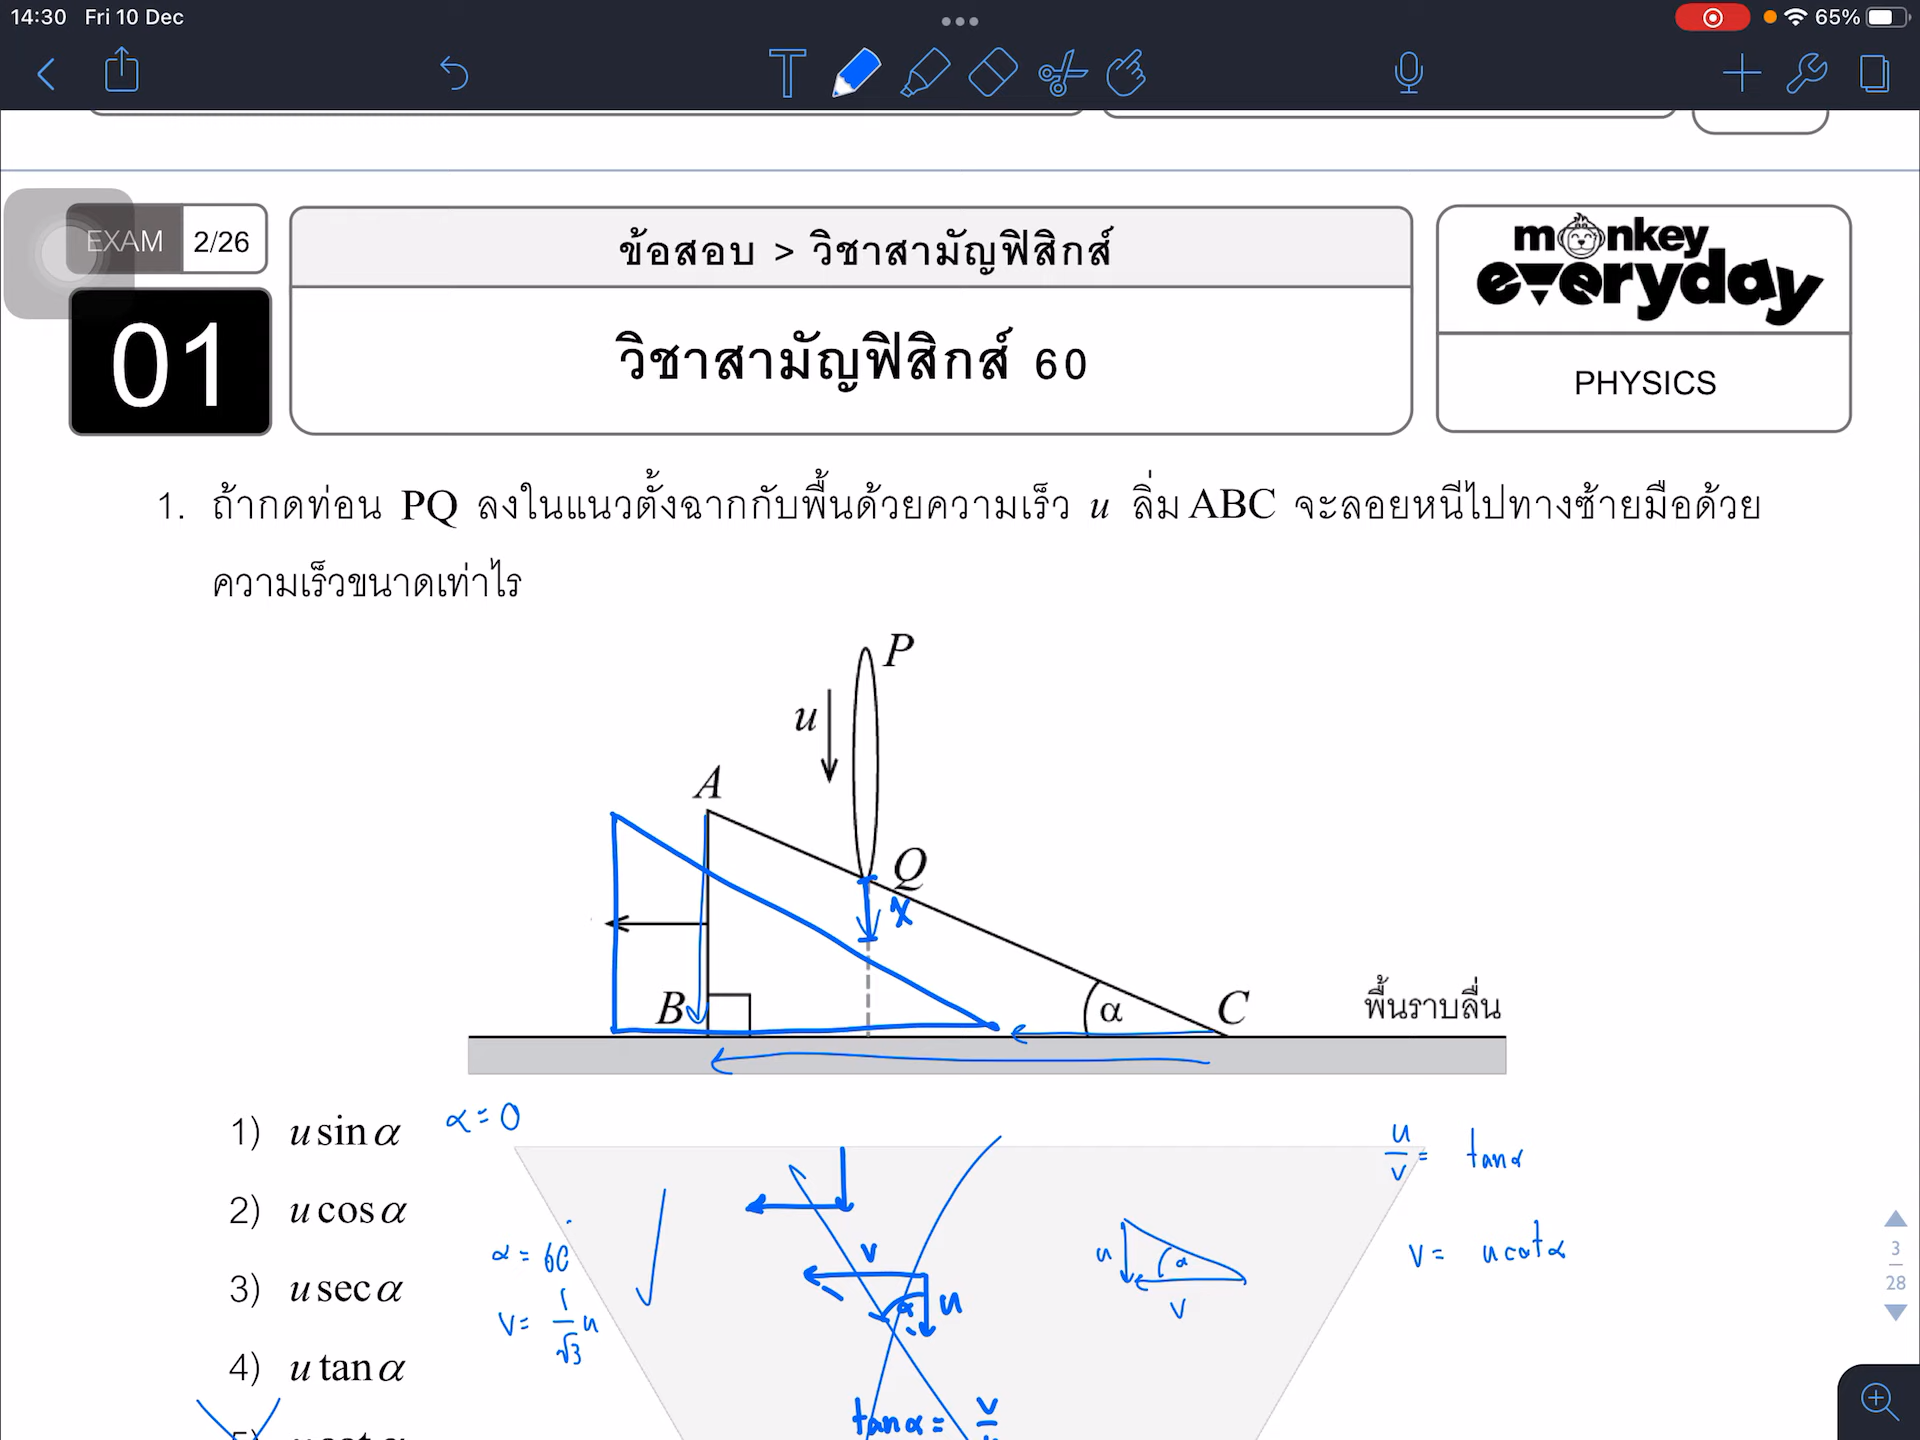 14:30 Fri 10 Dec
65%
EXAM 2/26
01
ข้อสอบ > วิชาสามัญฟิสิกส์
วิชาสามัญฟิสิกส์ 60
monkey
everyday
PHYSICS
1. ถ้ากดท่อน PQ ลงในแนวตั้งฉากกับพื้นด้วยความเร็ว u ลิ่ม ABC จะลอยหนีไปทางซ้ายมือด้วย
ความเร็วขนาดเท่าไร
P
u
A
Q
x
B
α
C
พื้นราบลื่น
1) u sin α
α = 0
u/v = tan α
2) u cos α
α = 60
v
u
α
u
α
v
v = u cot α
3) u sec α
v = 1/√3 u
4) u tan α
tan α = v
3
28